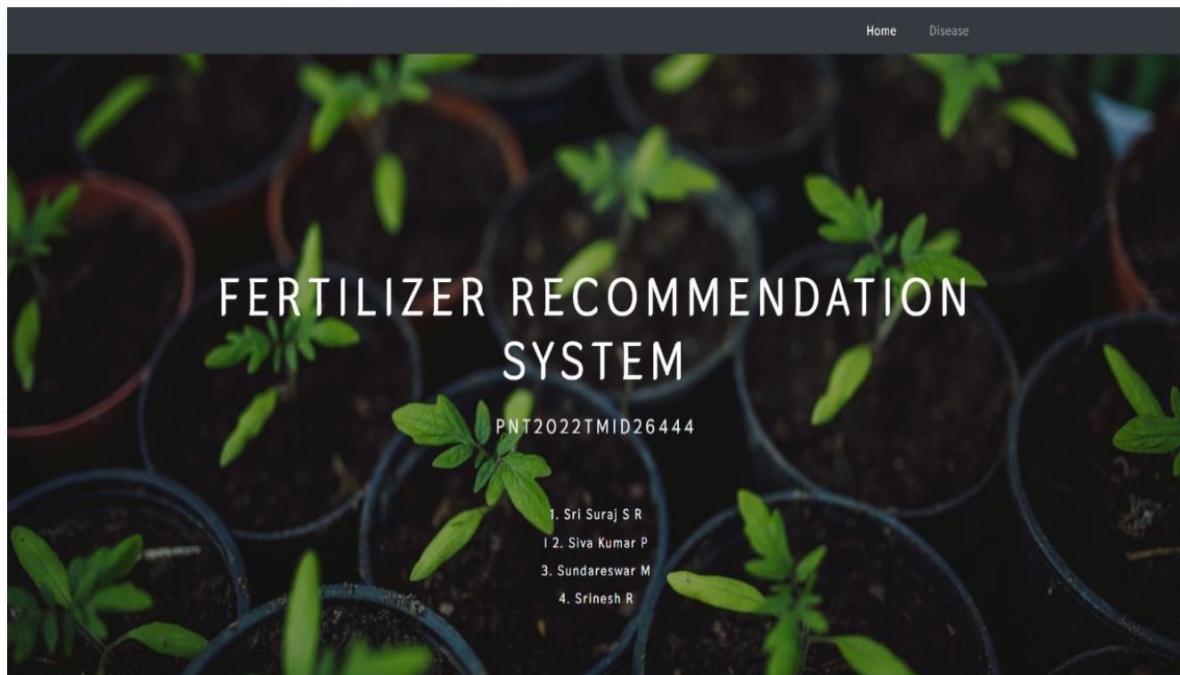 Home Disease
FERTILIZER RECOMMENDATION
SYSTEM
PNT2022TMID26444
1. Sri Suraj S R
I 2. Siva Kumar P
3. Sundareswar M
4. Srinesh R